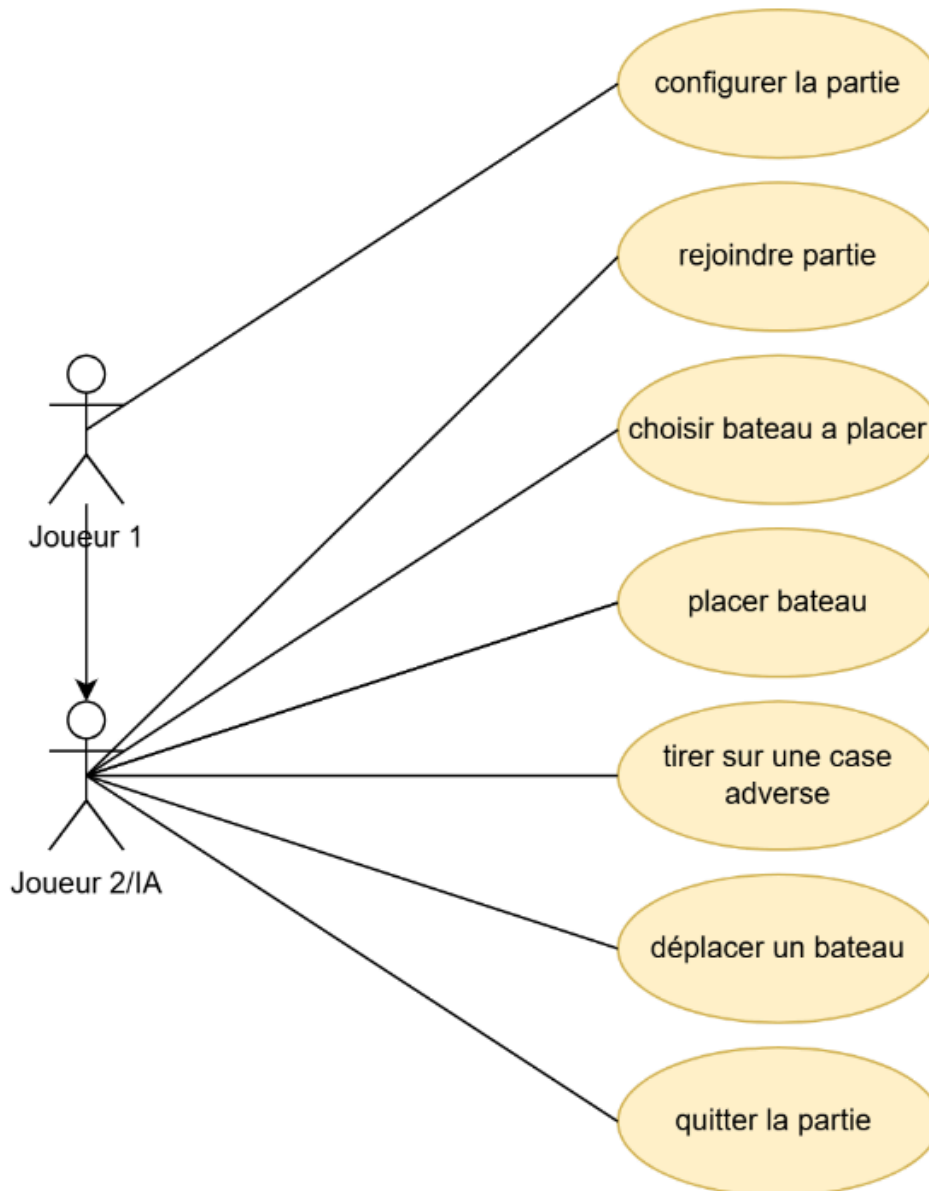 configurer la partie
rejoindre partie
choisir bateau a placer
Joueur 1
placer bateau
tirer sur une case
adverse
Joueur 2/IA
déplacer un bateau
quitter la partie